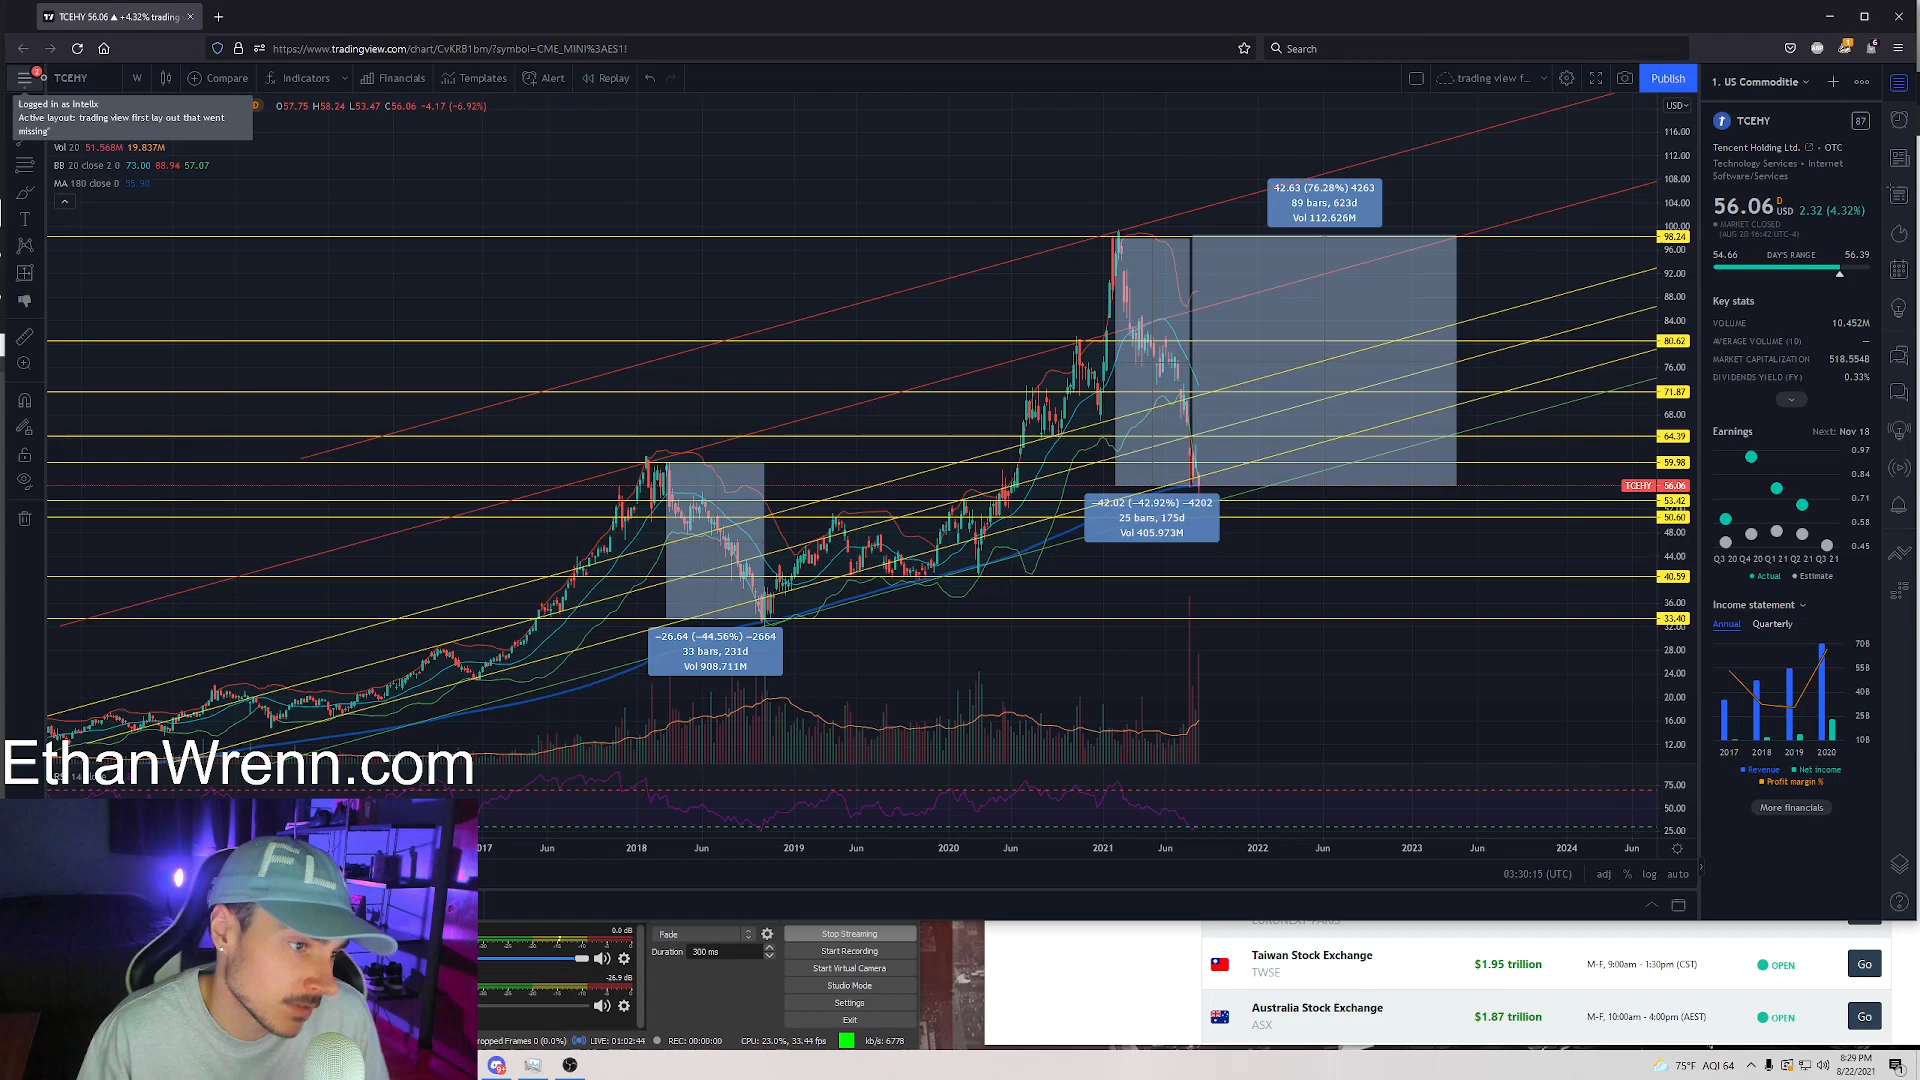 TCEHY 56.06 ▲ +4.32% trading
https://www.tradingview.com/chart/CvKRB1bm/?symbol=CME_MINI%3AES1!
Search
2
TCEHY
W
Compare
Indicators
Financials
Templates
Alert
Replay
trading view f...
Publish
Logged in as Intellx
Active layout: trading view first lay out that went
missing"
D
O57.75 H58.24 L53.47 C56.06 -4.17 (-6.92%)
Vol 20 51.568M 19.837M
BB 20 close 2 0 73.00 88.94 57.07
MA 180 close 0 55.90
42.63 (76.28%) 4263
89 bars, 623d
Vol 112.626M
−42.02 (−42.92%) −4202
25 bars, 175d
Vol 405.973M
−26.64 (−44.56%) −2664
33 bars, 231d
Vol 908.711M
USD
116.00
112.00
108.00
104.00
100.00
98.24
96.00
92.00
88.00
84.00
80.62
76.00
71.87
68.00
64.39
59.98
TCEHY 56.06
53.42
50.60
48.00
44.00
40.59
36.00
33.40
32.00
28.00
24.00
20.00
16.00
12.00
75.00
50.00
25.00
EthanWrenn.com
017
Jun
2018
Jun
2019
Jun
2020
Jun
2021
Jun
2022
Jun
2023
Jun
2024
Jun
03:30:15 (UTC)
adj
%
log
auto
1. US Commoditie
TCEHY
87
Tencent Holding Ltd. • OTC
Technology Services • Internet
Software/Services
56.06 D USD 2.32 (4.32%)
MARKET CLOSED
(AUG 20 16:42 UTC-4)
54.66 DAY'S RANGE 56.39
Key stats
VOLUME 10.452M
AVERAGE VOLUME (10) —
MARKET CAPITALIZATION 518.554B
DIVIDENDS YIELD (FY) 0.33%
Earnings
Next: Nov 18
0.97
0.84
0.71
0.58
0.45
Q3 20 Q4 20 Q1 21 Q2 21 Q3 21
Actual
Estimate
Income statement
Annual
Quarterly
70B
55B
40B
25B
10B
2017 2018 2019 2020
Revenue
Net income
Profit margin %
More financials
FL
0.0 dB
-26.9 dB
Fade
Duration
300 ms
Stop Streaming
Start Recording
Start Virtual Camera
Studio Mode
Settings
Exit
ropped Frames 0 (0.0%)
LIVE: 01:02:44
REC: 00:00:00
CPU: 23.0%, 33.44 fps
kb/s: 6778
Taiwan Stock Exchange
TWSE
$1.95 trillion
M-F, 9:00am - 1:30pm (CST)
OPEN
Go
Australia Stock Exchange
ASX
$1.87 trillion
M-F, 10:00am - 4:00pm (AEST)
OPEN
Go
75°F AQI 64
8:29 PM
8/22/2021